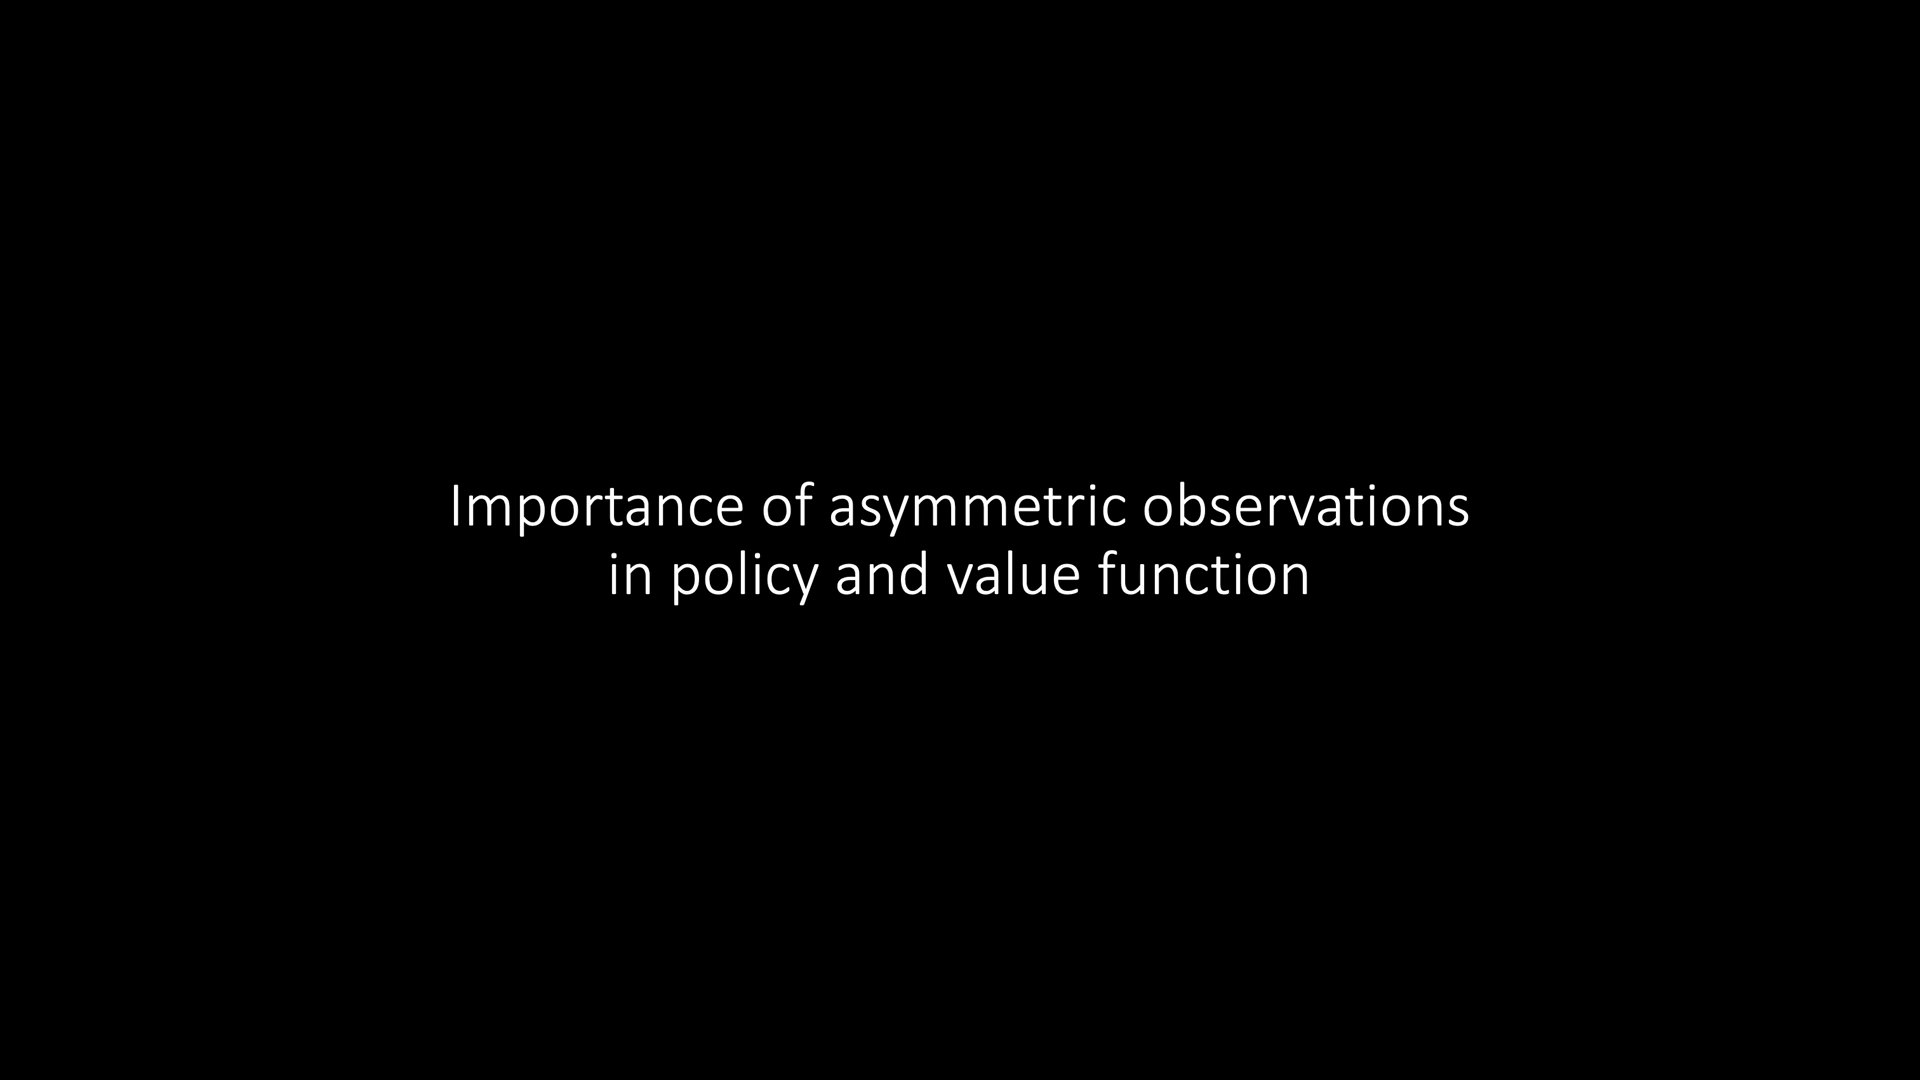 Importance of asymmetric observations
in policy and value function